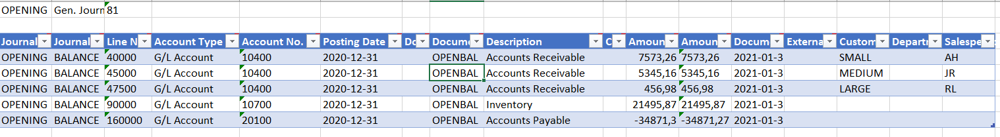 OPENING Gen. Journ 81
Journal Journal Line N Account Type Account No. Posting Date Do Docume Description C Amoun Amoun Docum Externa Custom Departr Salespe
OPENING BALANCE 40000 G/L Account 10400 2020-12-31 OPENBAL Accounts Receivable 7573,26 7573,26 2021-01-3 SMALL AH
OPENING BALANCE 45000 G/L Account 10400 2020-12-31 OPENBAL Accounts Receivable 5345,16 5345,16 2021-01-3 MEDIUM JR
OPENING BALANCE 47500 G/L Account 10400 2020-12-31 OPENBAL Accounts Receivable 456,98 456,98 2021-01-3 LARGE RL
OPENING BALANCE 90000 G/L Account 10700 2020-12-31 OPENBAL Inventory 21495,87 21495,87 2021-01-3
OPENING BALANCE 160000 G/L Account 20100 2020-12-31 OPENBAL Accounts Payable -34871,3 -34871,27 2021-01-3